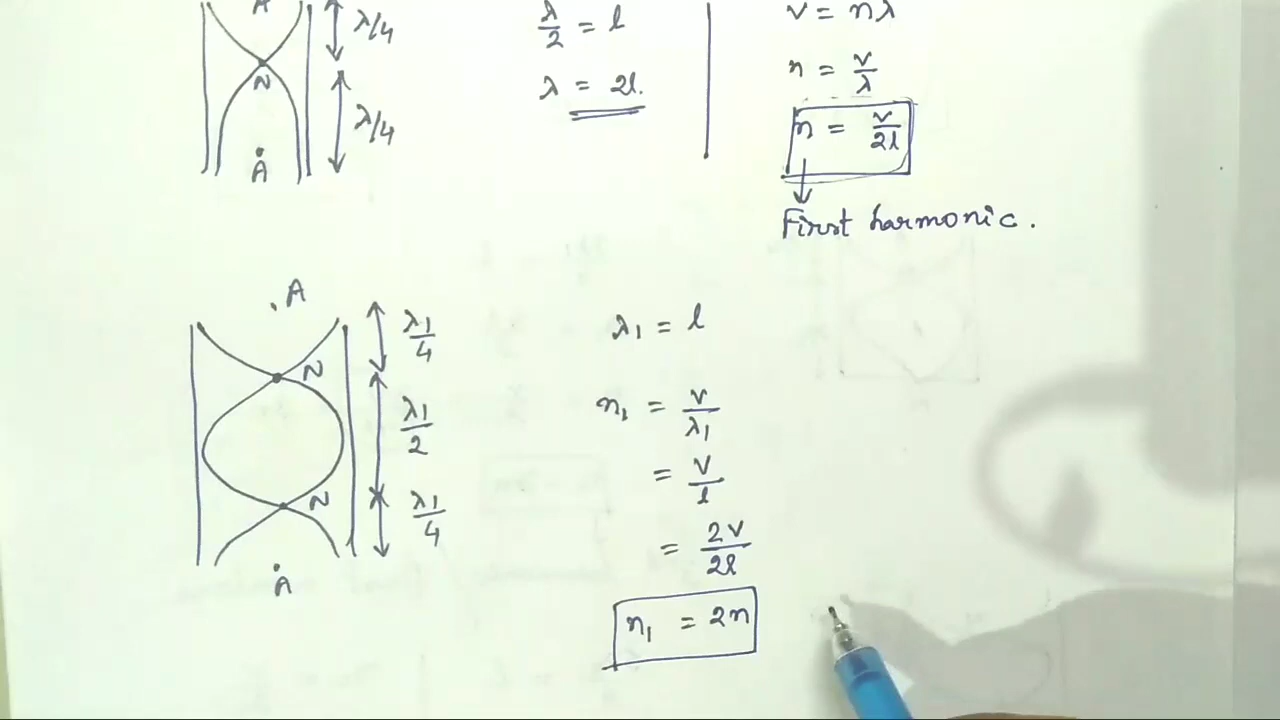 A
λ/4
N
λ/4
A
λ/2 = l
λ = 2l.
v = nλ
n = v/λ
n = v/2l
First harmonic.
A
λ1/4
N
λ1/2
N
λ1/4
A
λ1 = l
n1 = v/λ1
= v/l
= 2v/2l
n1 = 2n